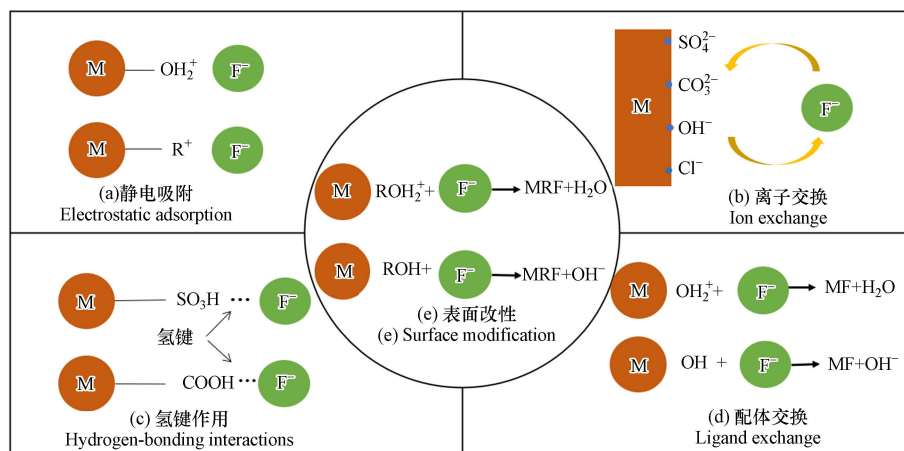 M — OH₂⁺ F⁻
M — R⁺ F⁻
(a)静电吸附
Electrostatic adsorption
M
SO₄²⁻
CO₃²⁻
OH⁻
Cl⁻
F⁻
(b) 离子交换
Ion exchange
M ROH₂⁺+ F⁻ → MRF+H₂O
M ROH+ F⁻ → MRF+OH⁻
(e) 表面改性
(e) Surface modification
M — SO₃H ··· F⁻
氢键
M — COOH ··· F⁻
(c) 氢键作用
Hydrogen-bonding interactions
M OH₂⁺+ F⁻ → MF+H₂O
M OH + F⁻ → MF+OH⁻
(d) 配体交换
Ligand exchange